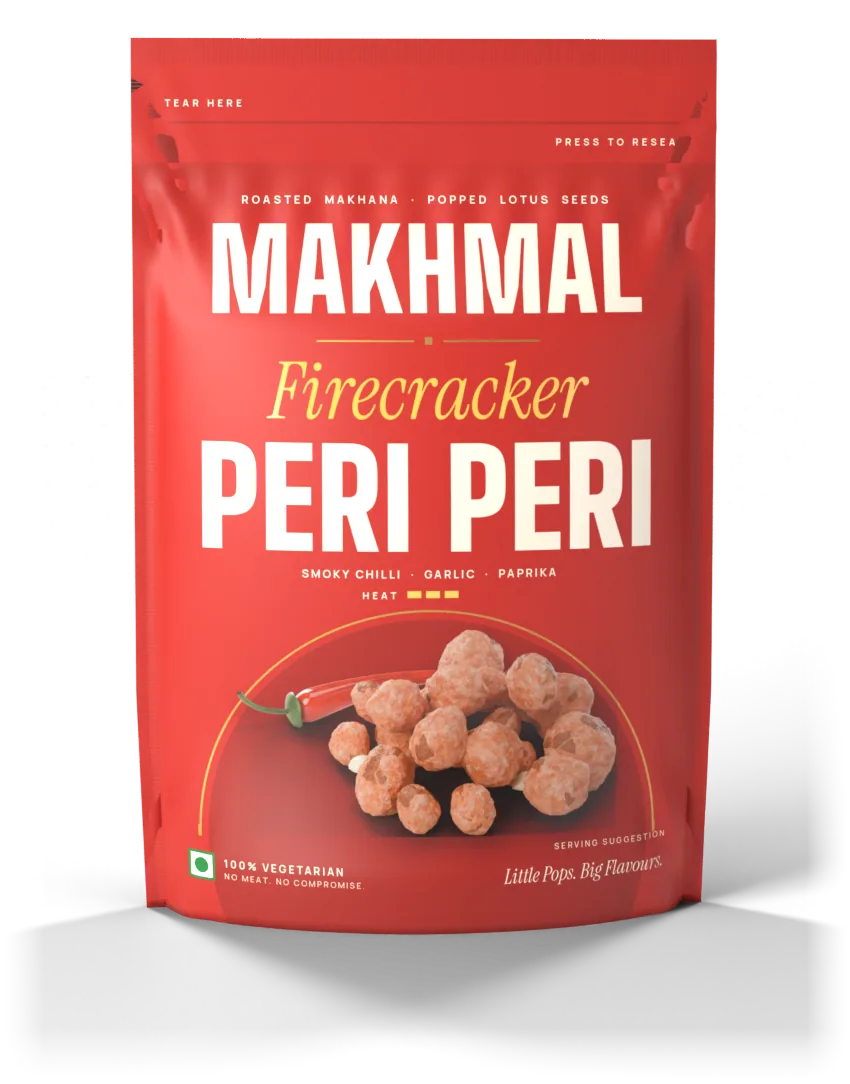 TEAR HERE
PRESS TO RESEA
ROASTED MAKHANA · POPPED LOTUS SEEDS
MAKHMAL
Firecracker
PERI PERI
SMOKY CHILLI · GARLIC · PAPRIKA
HEAT
SERVING SUGGESTION
100% VEGETARIAN
NO MEAT. NO COMPROMISE.
Little Pops. Big Flavours.